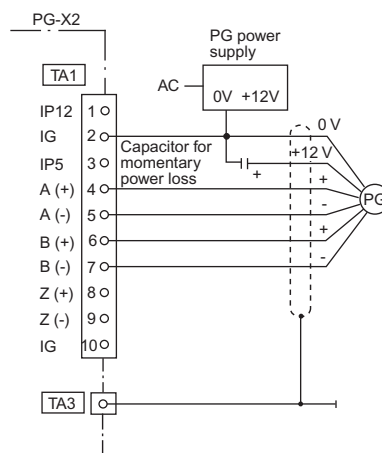 PG-X2
PG power
supply
TA1
AC
0V +12V
IP12 1
IG 2
0 V
Capacitor for
momentary
power loss
+12 V
+
IP5 3
A (+) 4
+
PG
A (-) 5
-
B (+) 6
+
B (-) 7
-
Z (+) 8
Z (-) 9
IG 10
TA3